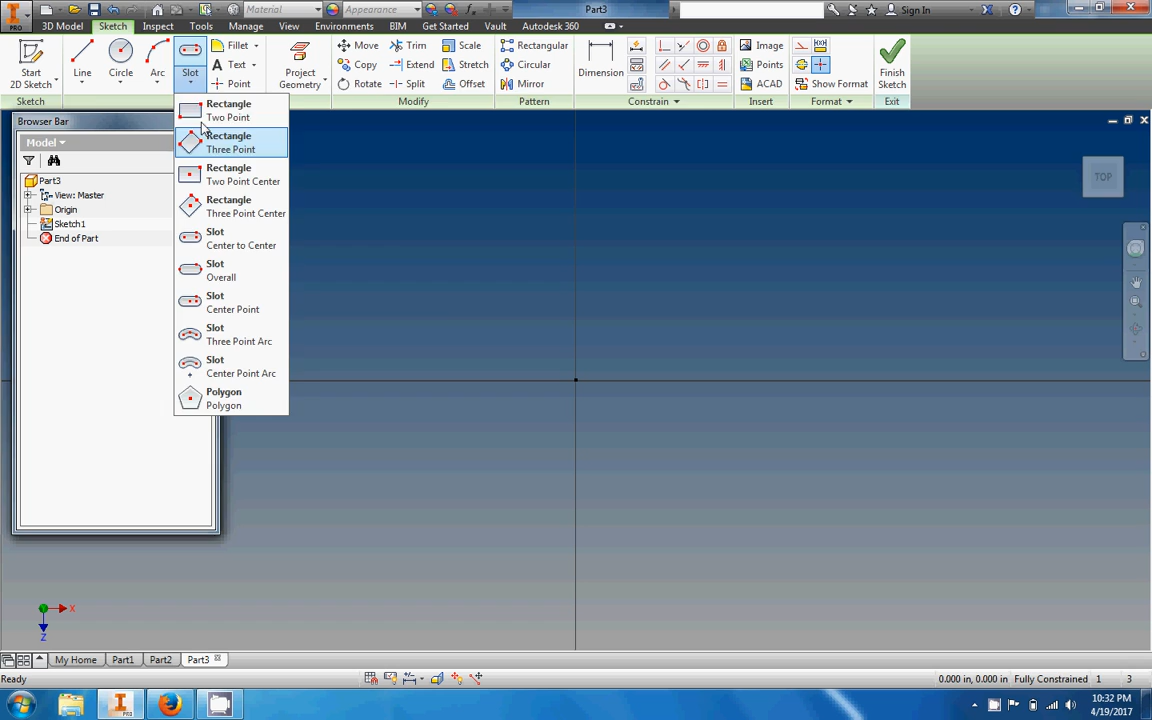 Material
Appearance
Part3
Sign In
PRO
3D Model Sketch Inspect Tools Manage View Environments BIM Get Started Vault Autodesk 360
Start
2D Sketch
Line
Circle
Arc
Slot
Fillet
Text
Point
Project
Geometry
Move
Copy
Rotate
Trim
Extend
Split
Scale
Stretch
Offset
Rectangular
Circular
Mirror
Dimension
Image
Points
ACAD
Show Format
Finish
Sketch
Sketch
Modify
Pattern
Constrain
Insert
Format
Exit
Rectangle
Two Point
Rectangle
Three Point
Rectangle
Two Point Center
Rectangle
Three Point Center
Slot
Center to Center
Slot
Overall
Slot
Center Point
Slot
Three Point Arc
Slot
Center Point Arc
Polygon
Polygon
Browser Bar
Model
Part3
View: Master
Origin
Sketch1
End of Part
TOP
X
Z
My Home Part1 Part2 Part3
Ready
0.000 in, 0.000 in Fully Constrained 1 3
PRO
10:32 PM
4/19/2017